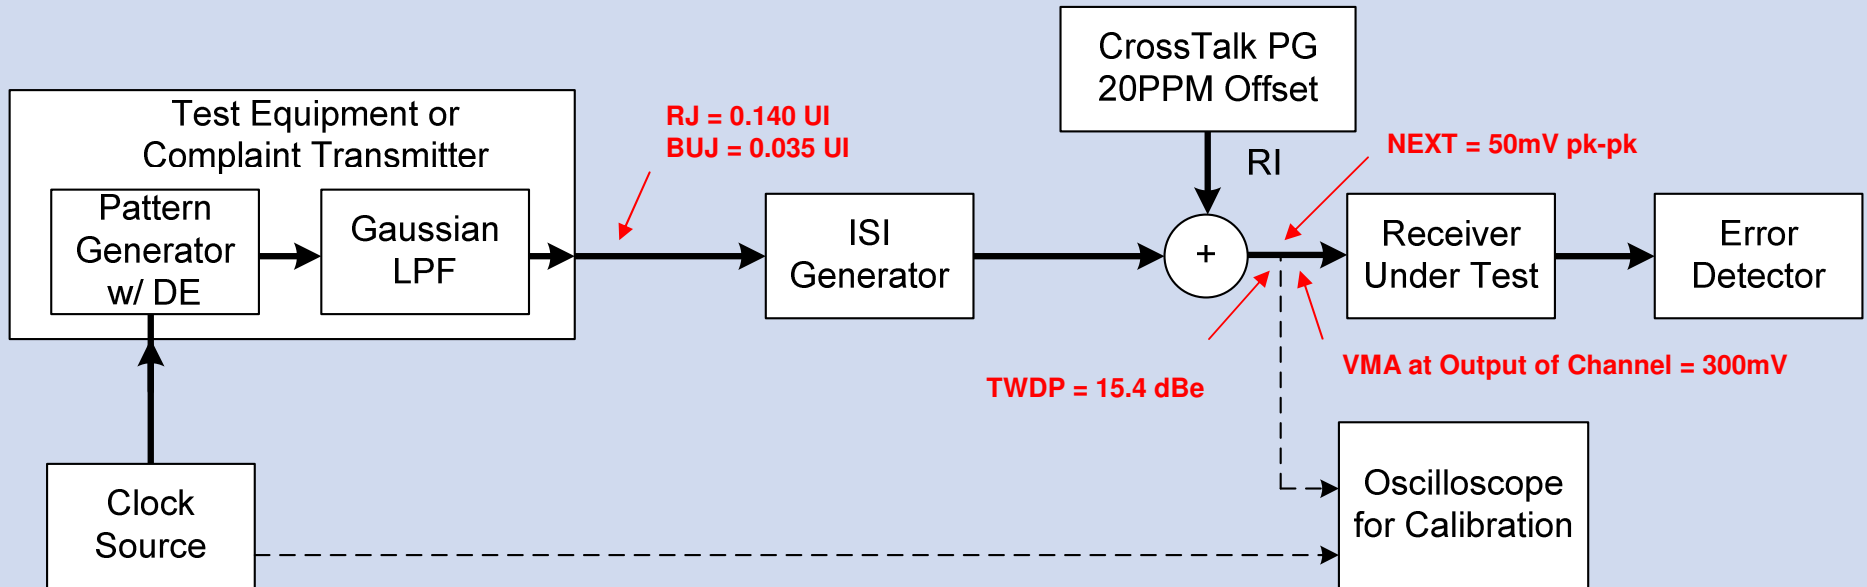 CrossTalk PG
20PPM Offset
Test Equipment or
Complaint Transmitter
RJ = 0.140 UI
BUJ = 0.035 UI
NEXT = 50mV pk-pk
RI
Pattern
Generator
w/ DE
Gaussian
LPF
ISI
Generator
+
Receiver
Under Test
Error
Detector
TWDP = 15.4 dBe
VMA at Output of Channel = 300mV
Clock
Source
Oscilloscope
for Calibration